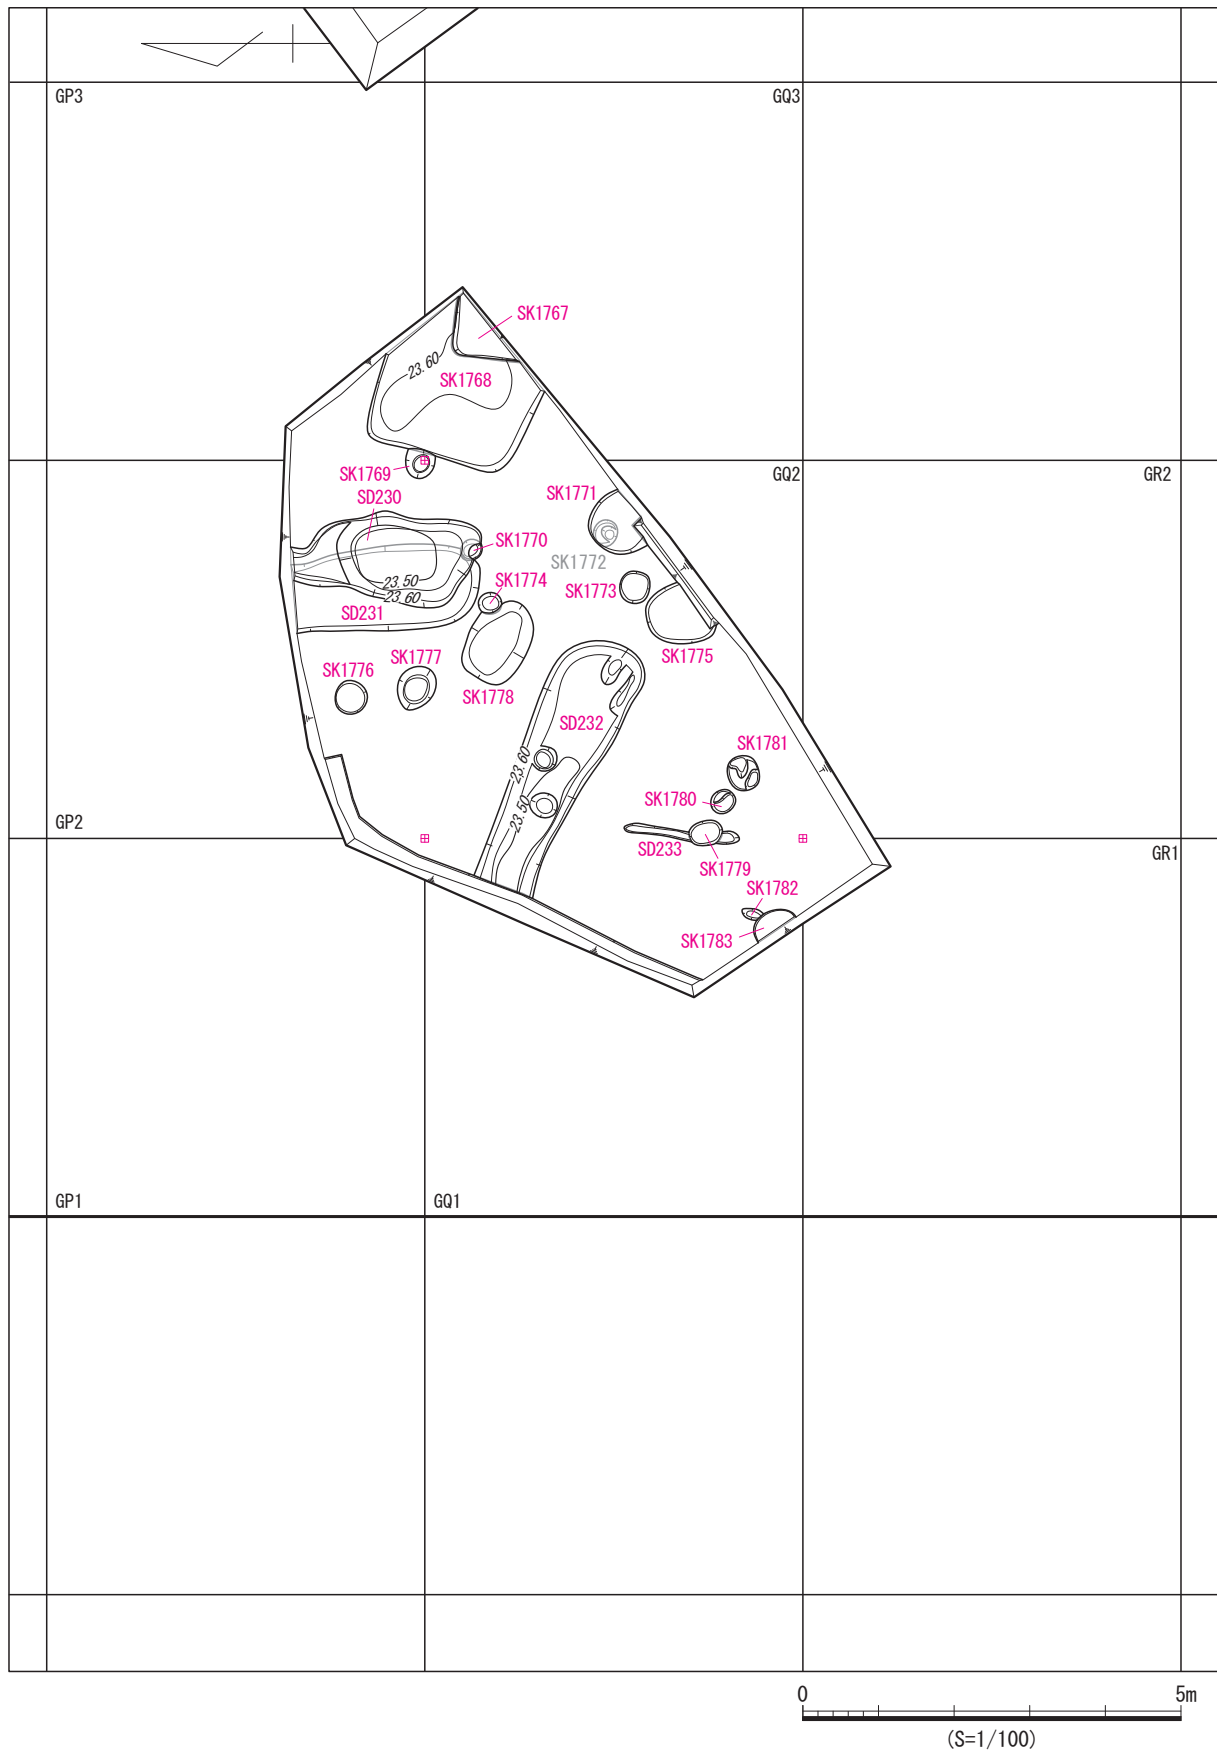 GP3
GQ3
SK1767
23.60
SK1768
SK1769
GQ2
GR2
SD230
SK1771
SK1770
SK1772
SK1774
SK1773
23.50
23.60
SD231
SK1775
SK1777
SK1776
SK1778
SD232
SK1781
23.60
SK1780
23.50
GP2
SD233
GR1
SK1779
SK1782
SK1783
GP1
GQ1
0
5m
(S=1/100)